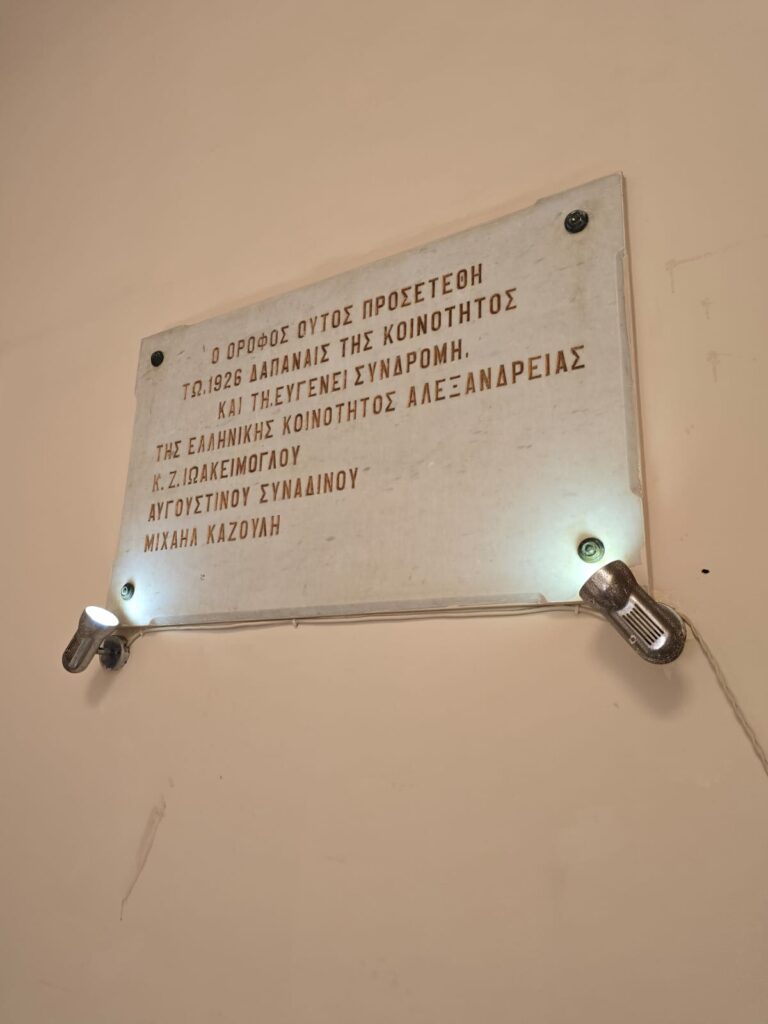 Ο ΟΡΟΦΟΣ ΟΥΤΟΣ ΠΡΟΣΕΤΕΘΗ
ΤΩ.1926 ΔΑΠΑΝΑΙΣ ΤΗΣ ΚΟΙΝΟΤΗΤΟΣ
ΚΑΙ ΤΗ.ΕΥΓΕΝΕΙ ΣΥΝΔΡΟΜΗ.
ΤΗΣ ΕΛΛΗΝΙΚΗΣ ΚΟΙΝΟΤΗΤΟΣ ΑΛΕΞΑΝΔΡΕΙΑΣ
Κ. Ζ. ΙΩΑΚΕΙΜΟΓΛΟΥ
ΑΥΓΟΥΣΤΙΝΟΥ ΣΥΝΑΔΙΝΟΥ
ΜΙΧΑΗΛ ΚΑΖΟΥΛΗ